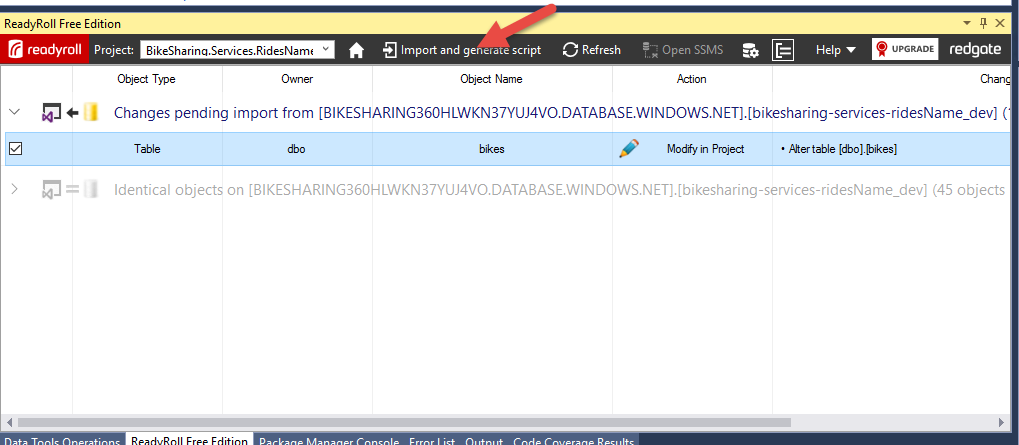 ReadyRoll Free Edition
readyroll Project: BikeSharing.Services.RidesName Import and generate script Refresh Open SSMS Help UPGRADE redgate
Object Type Owner Object Name Action Chang
Changes pending import from [BIKESHARING360HLWKN37YUJ4VO.DATABASE.WINDOWS.NET].[bikesharing-services-ridesName_dev] (
Table dbo bikes Modify in Project • Alter table [dbo].[bikes]
Identical objects on [BIKESHARING360HLWKN37YUJ4VO.DATABASE.WINDOWS.NET].[bikesharing-services-ridesName_dev] (45 objects
Data Tools Operations ReadyRoll Free Edition Package Manager Console Error List Output Code Coverage Results